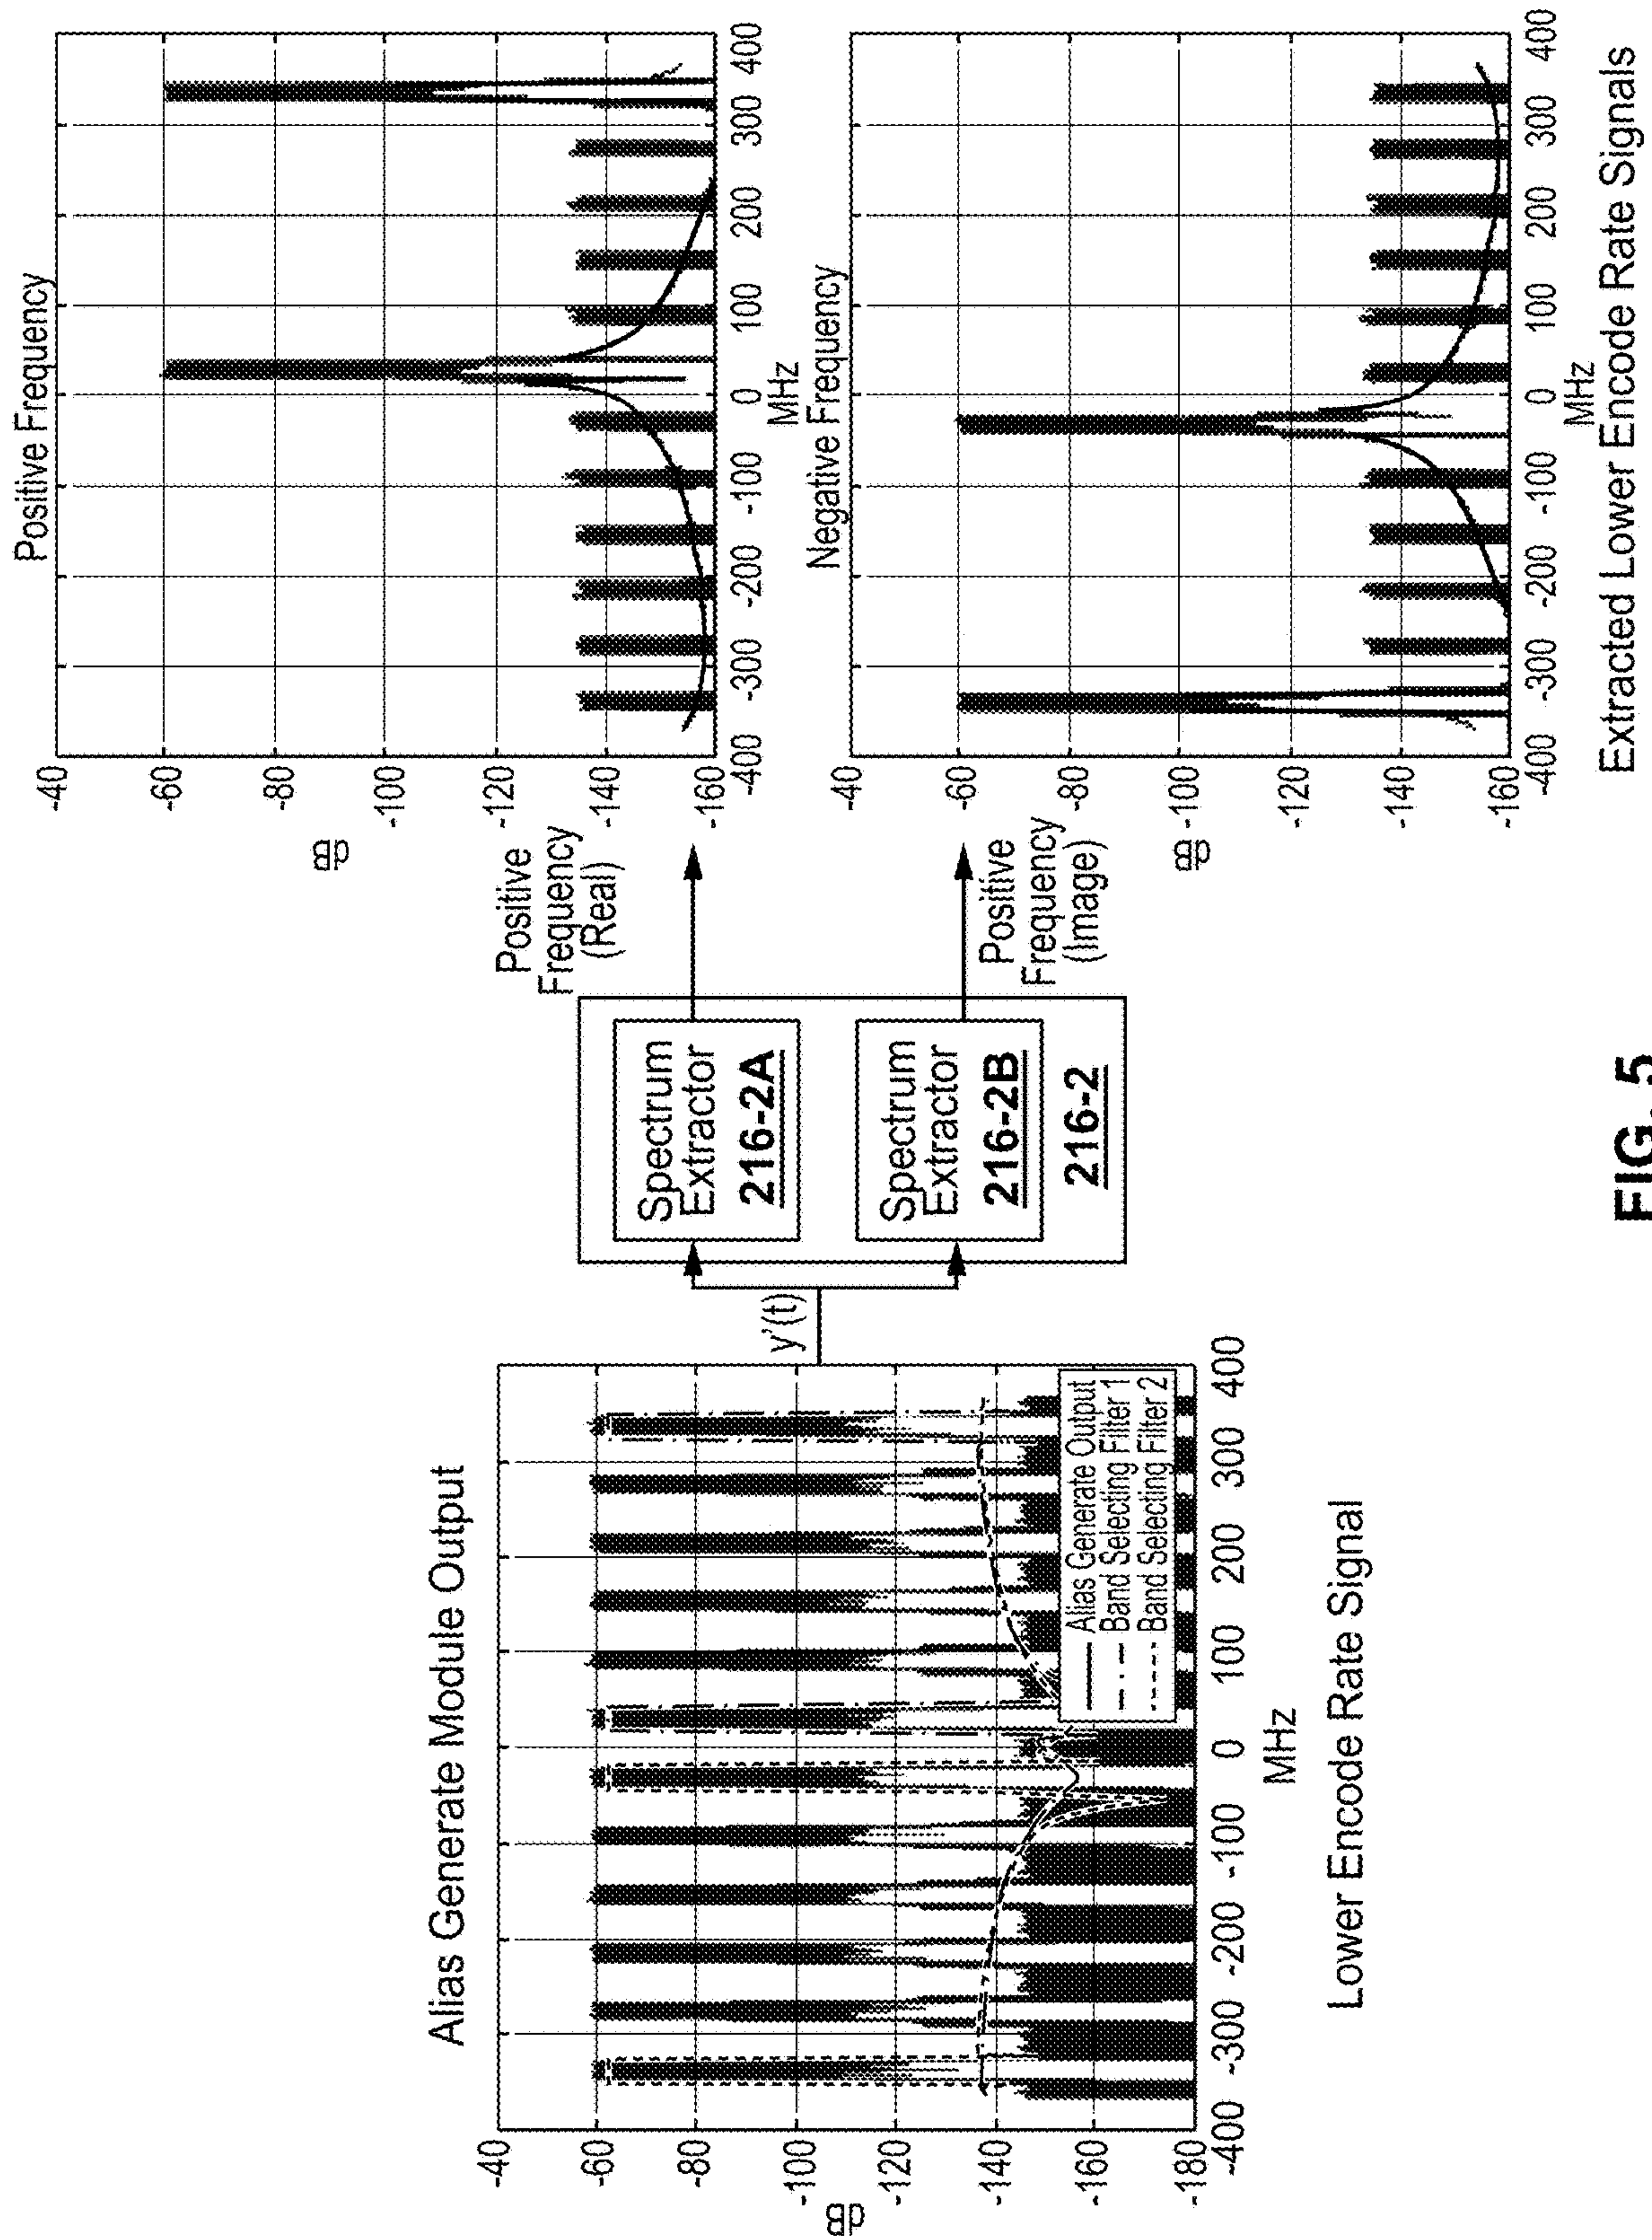 Alias Generate Module Output
-40
-60
-80
-100
-120
-140
-160
-180
dB
-400
-300
-200
-100
0
100
200
300
400
MHz
Alias Generate Output
Band Selecting Filter 1
Band Selecting Filter 2
Lower Encode Rate Signal
y'(t)
Spectrum
Extractor
216-2A
Spectrum
Extractor
216-2B
216-2
Positive
Frequency
(Real)
Positive
Frequency
(Image)
Positive Frequency
-40
-60
-80
-100
-120
-140
-160
dB
-400
-300
-200
-100
0
100
200
300
400
MHz
Negative Frequency
-40
-60
-80
-100
-120
-140
-160
dB
-400
-300
-200
-100
0
100
200
300
400
MHz
Extracted Lower Encode Rate Signals
FIG. 5